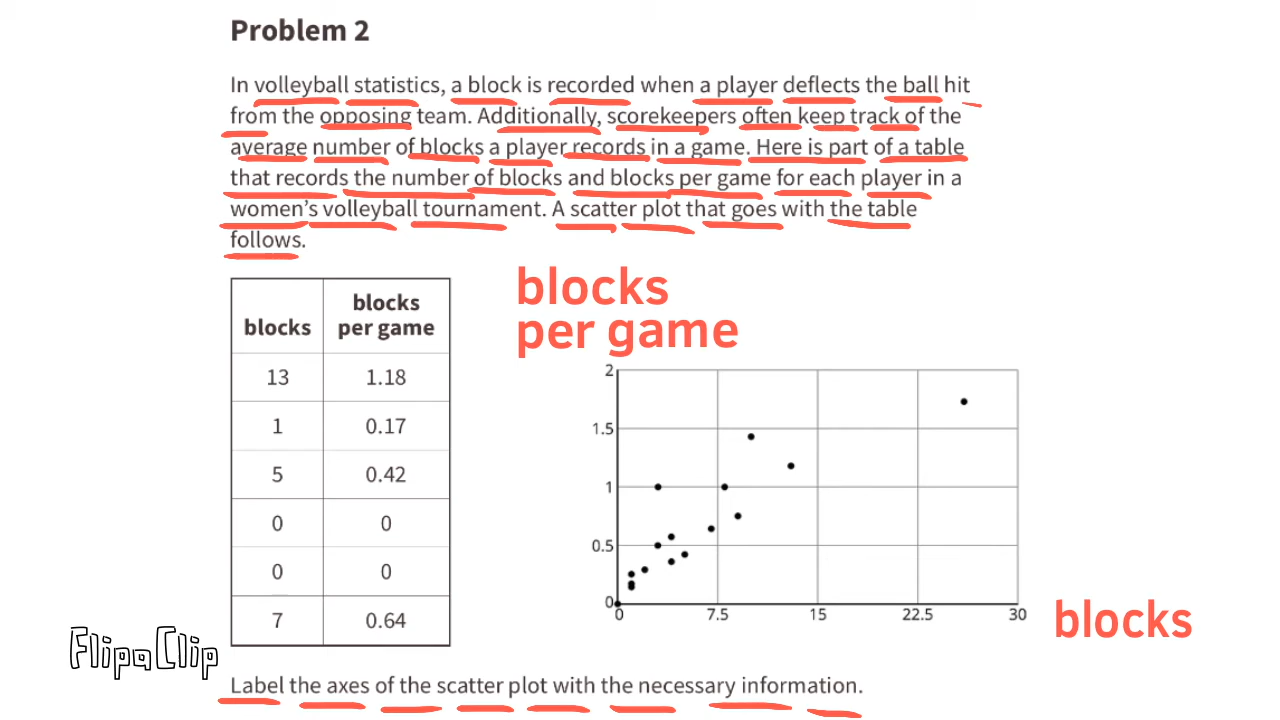 Problem 2
In volleyball statistics, a block is recorded when a player deflects the ball hit
from the opposing team. Additionally, scorekeepers often keep track of the
average number of blocks a player records in a game. Here is part of a table
that records the number of blocks and blocks per game for each player in a
women's volleyball tournament. A scatter plot that goes with the table
follows.
blocks
blocks per game
13 1.18
1 0.17
5 0.42
0 0
0 0
7 0.64
blocks
per game
2
1.5
1
0.5
0
0 7.5 15 22.5 30
blocks
FlipaClip
Label the axes of the scatter plot with the necessary information.